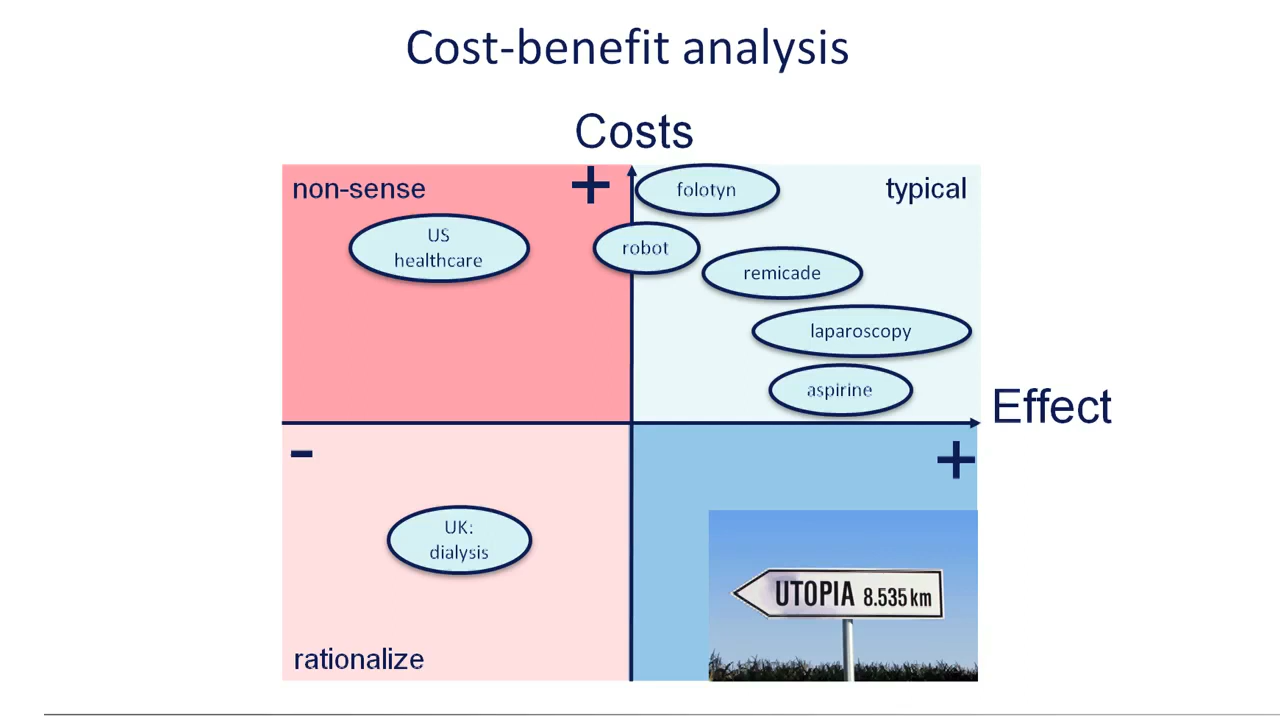 Cost-benefit analysis
Costs
non-sense
+
folotyn
typical
US
healthcare
robot
remicade
laparoscopy
aspirine
Effect
-
+
UK:
dialysis
UTOPIA 8.535 km
rationalize